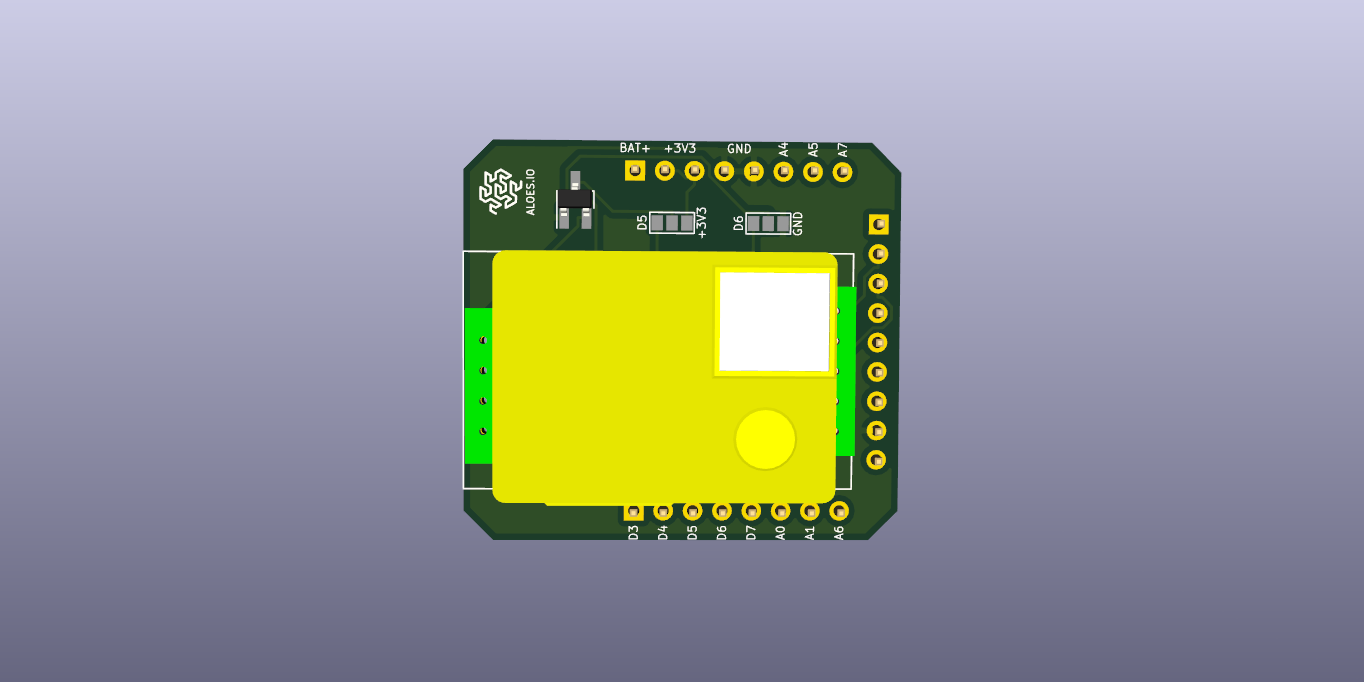 BAT+ +3V3 GND A4 A5 A7
ALOES.IO
D5 +3V3
D6 GND
D3 D4 D5 D6 D7 A0 A1 A6